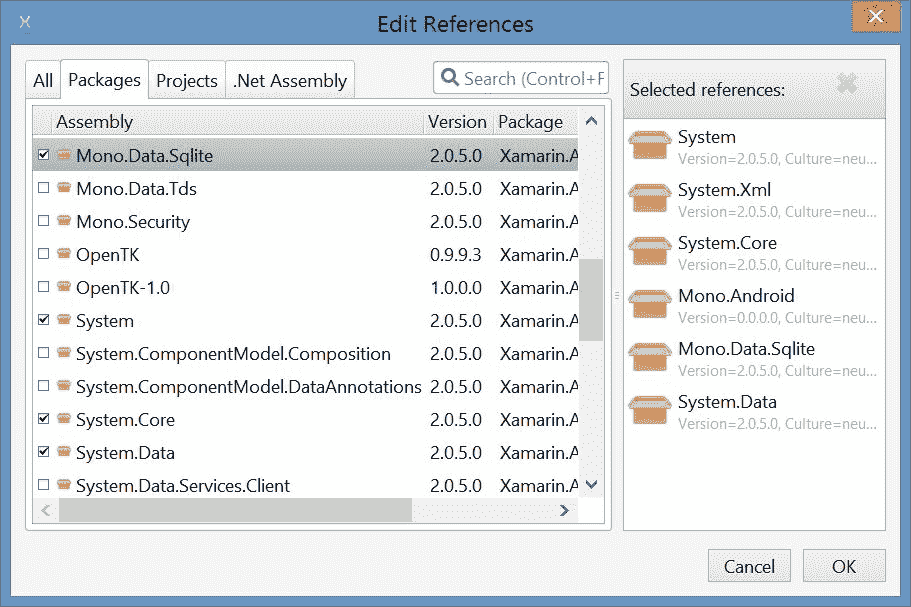 Edit References
All Packages Projects .Net Assembly Search (Control+F
Assembly Version Package
Mono.Data.Sqlite 2.0.5.0 Xamarin.A
Mono.Data.Tds 2.0.5.0 Xamarin.A
Mono.Security 2.0.5.0 Xamarin.A
OpenTK 0.9.9.3 Xamarin.A
OpenTK-1.0 1.0.0.0 Xamarin.A
System 2.0.5.0 Xamarin.A
System.ComponentModel.Composition 2.0.5.0 Xamarin.A
System.ComponentModel.DataAnnotations 2.0.5.0 Xamarin.A
System.Core 2.0.5.0 Xamarin.A
System.Data 2.0.5.0 Xamarin.A
System.Data.Services.Client 2.0.5.0 Xamarin.A
Selected references:
System
Version=2.0.5.0, Culture=neu...
System.Xml
Version=2.0.5.0, Culture=neu...
System.Core
Version=2.0.5.0, Culture=neu...
Mono.Android
Version=0.0.0.0, Culture=neu...
Mono.Data.Sqlite
Version=2.0.5.0, Culture=neu...
System.Data
Version=2.0.5.0, Culture=neu...
Cancel OK